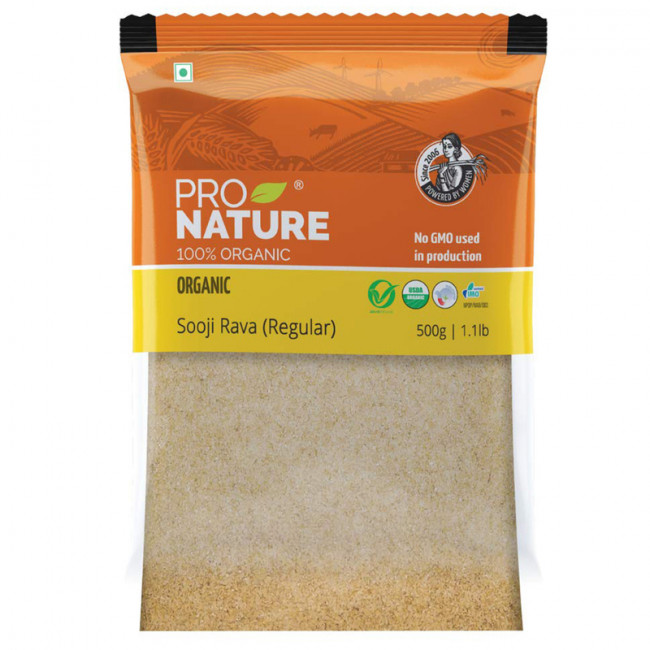 Since 2006
POWERED BY WOMEN
PRO
NATURE
®
100% ORGANIC
No GMO used
in production
ORGANIC
USDA
ORGANIC
Sooji Rava (Regular)
500g | 1.1lb